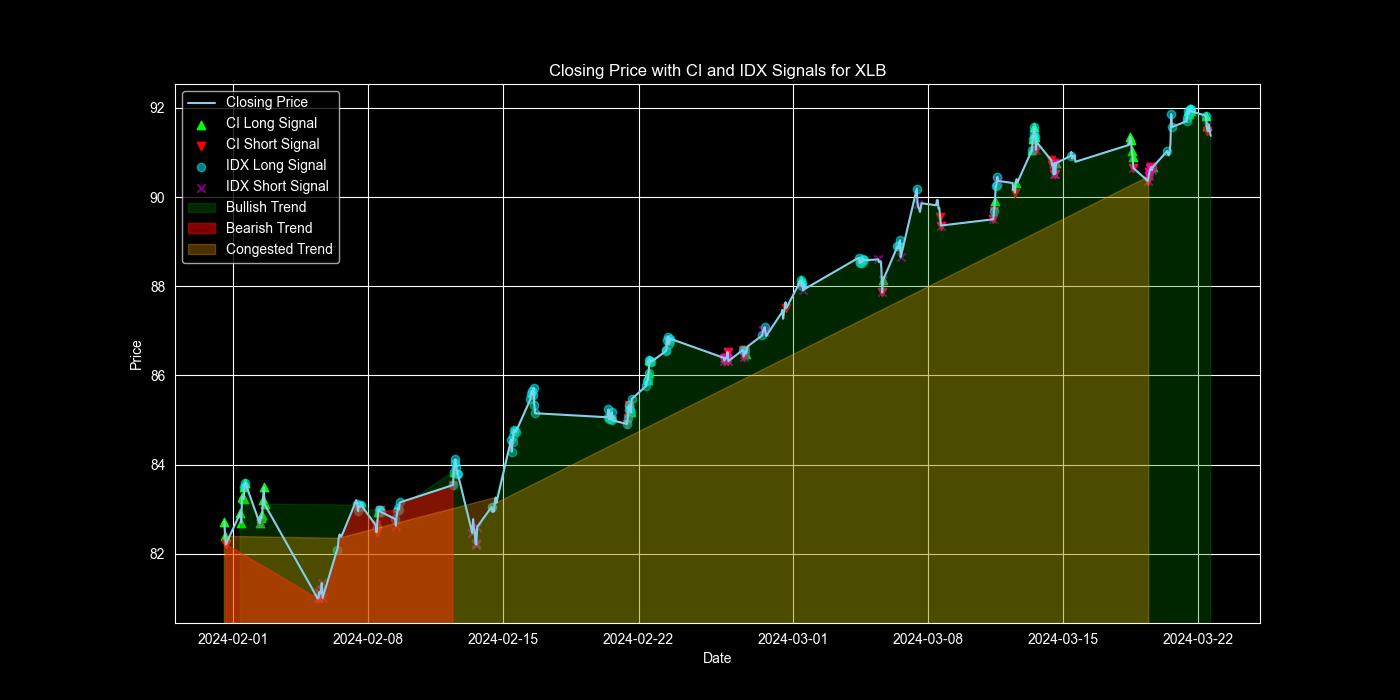 Closing Price with CI and IDX Signals for XLB
Closing Price
CI Long Signal
CI Short Signal
IDX Long Signal
IDX Short Signal
Bullish Trend
Bearish Trend
Congested Trend
Price
92
90
88
86
84
82
2024-02-01 2024-02-08 2024-02-15 2024-02-22 2024-03-01 2024-03-08 2024-03-15 2024-03-22
Date